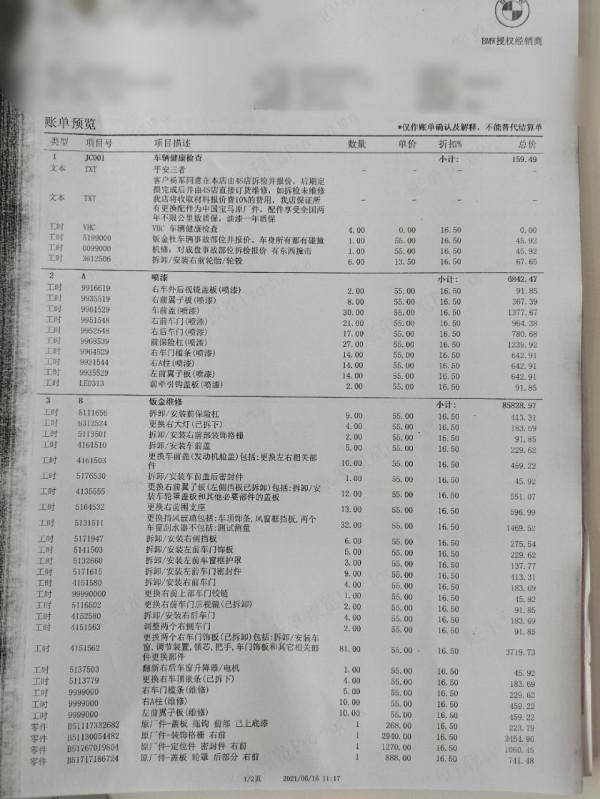 BMW授权经销商
账单预览 *仅作账单确认及解释，不能替代结算单
类型 项目号 项目描述 数量 单价 折扣% 总价
1 JC001 车辆健康检查 小计: 159.49
文本 TXT 平安三者 - - - -
客户杨军同意在本店由4S店拆检并报价，后期定
损完成后并由4S店直接订货维修，如拆检未维修
文本 TXT 我店将收取材料报价费10%的费用，我店保证所 - - - -
有更换配件为中国宝马原厂件，配件享受全国两
年不限公里数质保，油漆一年质保
工时 VHC VHC 车辆健康检查 4.00 0.00 16.50 0.00
工时 5199000 钣金检车辆事故部位并报价，车身所有都有碰撞 1.00 55.00 16.50 45.92
工时 0099000 机修: 对底盘事故部位拆检报价 有东西撞击 1.00 55.00 16.50 45.92
工时 3612506 拆卸/安装右前轮胎/轮毂 6.00 13.50 16.50 67.65
2 A 喷漆 小计: 6842.47
工时 9916619 右车外后视镜盖板(喷漆) 2.00 55.00 16.50 91.85
工时 9935519 右前翼子板(喷漆) 8.00 55.00 16.50 367.39
工时 9961529 车前盖(喷漆) 30.00 55.00 16.50 1377.67
工时 9951548 右前车门(喷漆) 21.00 55.00 16.50 964.38
工时 9952548 右后车门(喷漆) 17.00 55.00 16.50 780.68
工时 9968539 前保险杠(喷漆) 27.00 55.00 16.50 1239.92
工时 9964529 右车门槛条(喷漆) 14.00 55.00 16.50 642.91
工时 9931544 右A柱(喷漆) 14.00 55.00 16.50 642.91
工时 9935529 左前翼子板(喷漆) 14.00 55.00 16.50 642.91
工时 LE0313 前牵引钩盖板(喷漆) 2.00 55.00 16.50 91.85
3 B 钣金维修 小计: 85828.97
工时 5111656 拆卸/安装前保险杠 9.00 55.00 16.50 413.31
工时 6312524 更换右大灯(已拆下) 4.00 55.00 16.50 183.69
工时 5113501 拆卸/安装右前部装饰格栅 2.00 55.00 16.50 91.85
工时 4161510 拆卸/安装车前盖 5.00 55.00 16.50 229.62
工时 4161503 更换车前盖(发动机舱盖)包括:更换左右相关部 10.00 55.00 16.50 459.22
件
工时 5176530 拆卸/安装车前盖后密封件 1.00 55.00 16.50 45.92
工时 4135555 更换右前翼子板(左侧挡板已拆卸)包括:拆卸/安 12.00 55.00 16.50 551.07
装车轮罩盖板和其他必要部件的盖板
工时 5164532 更换右前围支座 13.00 55.00 16.50 596.99
工时 5131511 更换挡风玻璃包括:车顶饰条,风窗框挡板,两个 32.00 55.00 16.50 1469.52
车窗刮水器不包括:测试测量
工时 5171947 拆卸/安装右侧挡板 6.00 55.00 16.50 275.54
工时 5141503 拆卸/安装左前车门饰板 5.00 55.00 16.50 229.62
工时 5132660 拆卸/安装左前车窗框护罩 3.00 55.00 16.50 137.77
工时 5171615 拆卸/安装左前车门密封件 9.00 55.00 16.50 413.31
工时 4151580 拆卸/安装右前车门 4.00 55.00 16.50 183.69
工时 99990000 更换右前上部车门铰链 1.00 55.00 16.50 45.92
工时 5116502 更换右前车门后视镜(已拆卸) 2.00 55.00 16.50 91.85
工时 4152580 拆卸/安装右后车门 4.00 55.00 16.50 183.69
工时 4151563 调整两个右侧车门 2.00 55.00 16.50 91.85
更换两个右车门饰板(已拆卸)包括:拆卸/安装车
工时 4151562 窗,调节装置,锁芯,把手,车门饰板和其它相关部 81.00 55.00 16.50 3719.73
件更换部件
工时 5137503 翻新右后车窗升降器/电机 1.00 55.00 16.50 45.92
工时 5113779 更换右车顶嵌条(已拆下) 4.00 55.00 16.50 183.69
工时 9999000 右车门槛条(维修) 5.00 55.00 16.50 229.62
工时 9999000 右A柱(维修) 10.00 55.00 16.50 459.22
工时 9999000 左前翼子板(维修) 10.00 55.00 16.50 459.22
零件 B51117332682 原厂件-盖板 拖钩 前部 已上底漆 1 268.00 16.50 223.79
零件 B51130054482 原厂件-装饰格栅 右前 1 2940.00 16.50 2454.90
零件 B51767019804 原厂件-定位件 密封件 右前 1 1270.00 16.50 1060.45
零件 B51717186724 原厂件-盖板 轮罩 后部分 右前 1 888.00 16.50 741.48
1/2页 2021/06/16 11:17